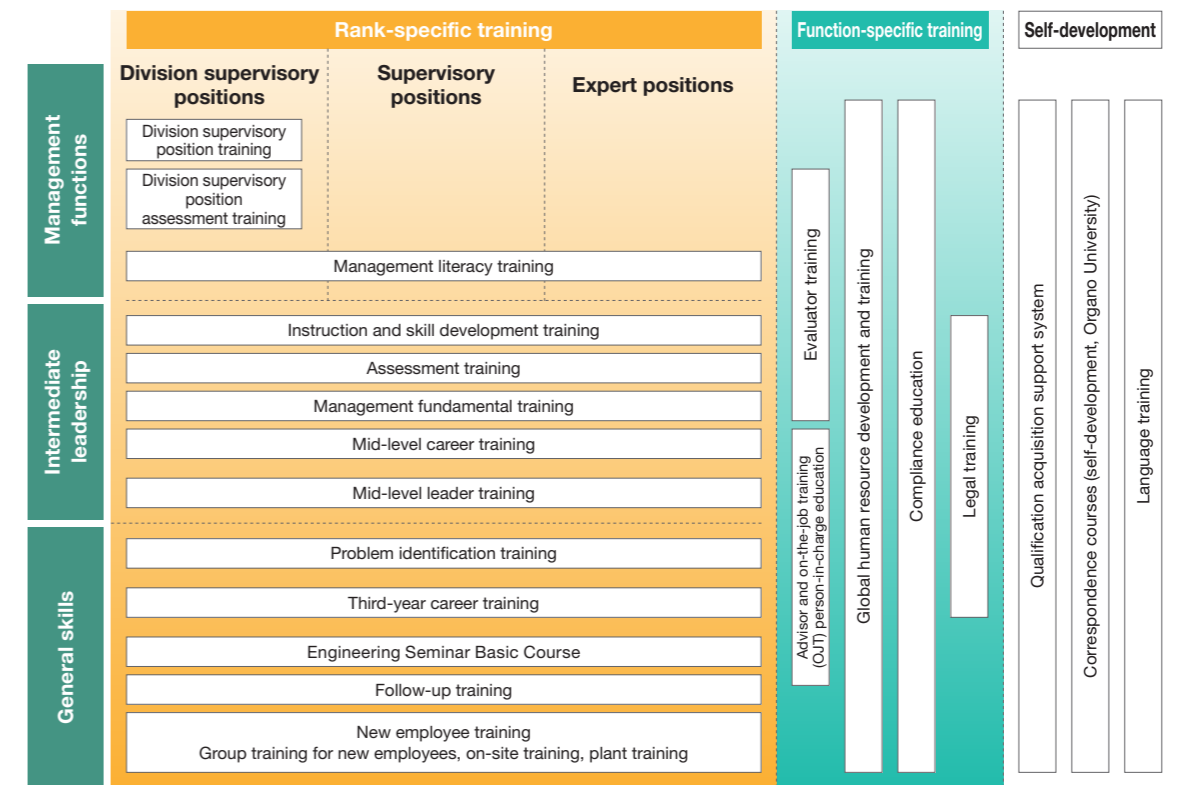 Rank-specific training
Function-specific training
Self-development
Management
functions
Division supervisory
positions
Supervisory
positions
Expert positions
Division supervisory
position training
Division supervisory
position
assessment training
Management literacy training
Intermediate
leadership
Instruction and skill development training
Assessment training
Management fundamental training
Mid-level career training
Mid-level leader training
General skills
Problem identification training
Third-year career training
Engineering Seminar Basic Course
Follow-up training
New employee training
Group training for new employees, on-site training, plant training
Evaluator training
Advisor and on-the-job training
(OJT) person-in-charge education
Global human resource development and training
Compliance education
Legal training
Qualification acquisition support system
Correspondence courses (self-development, Organo University)
Language training